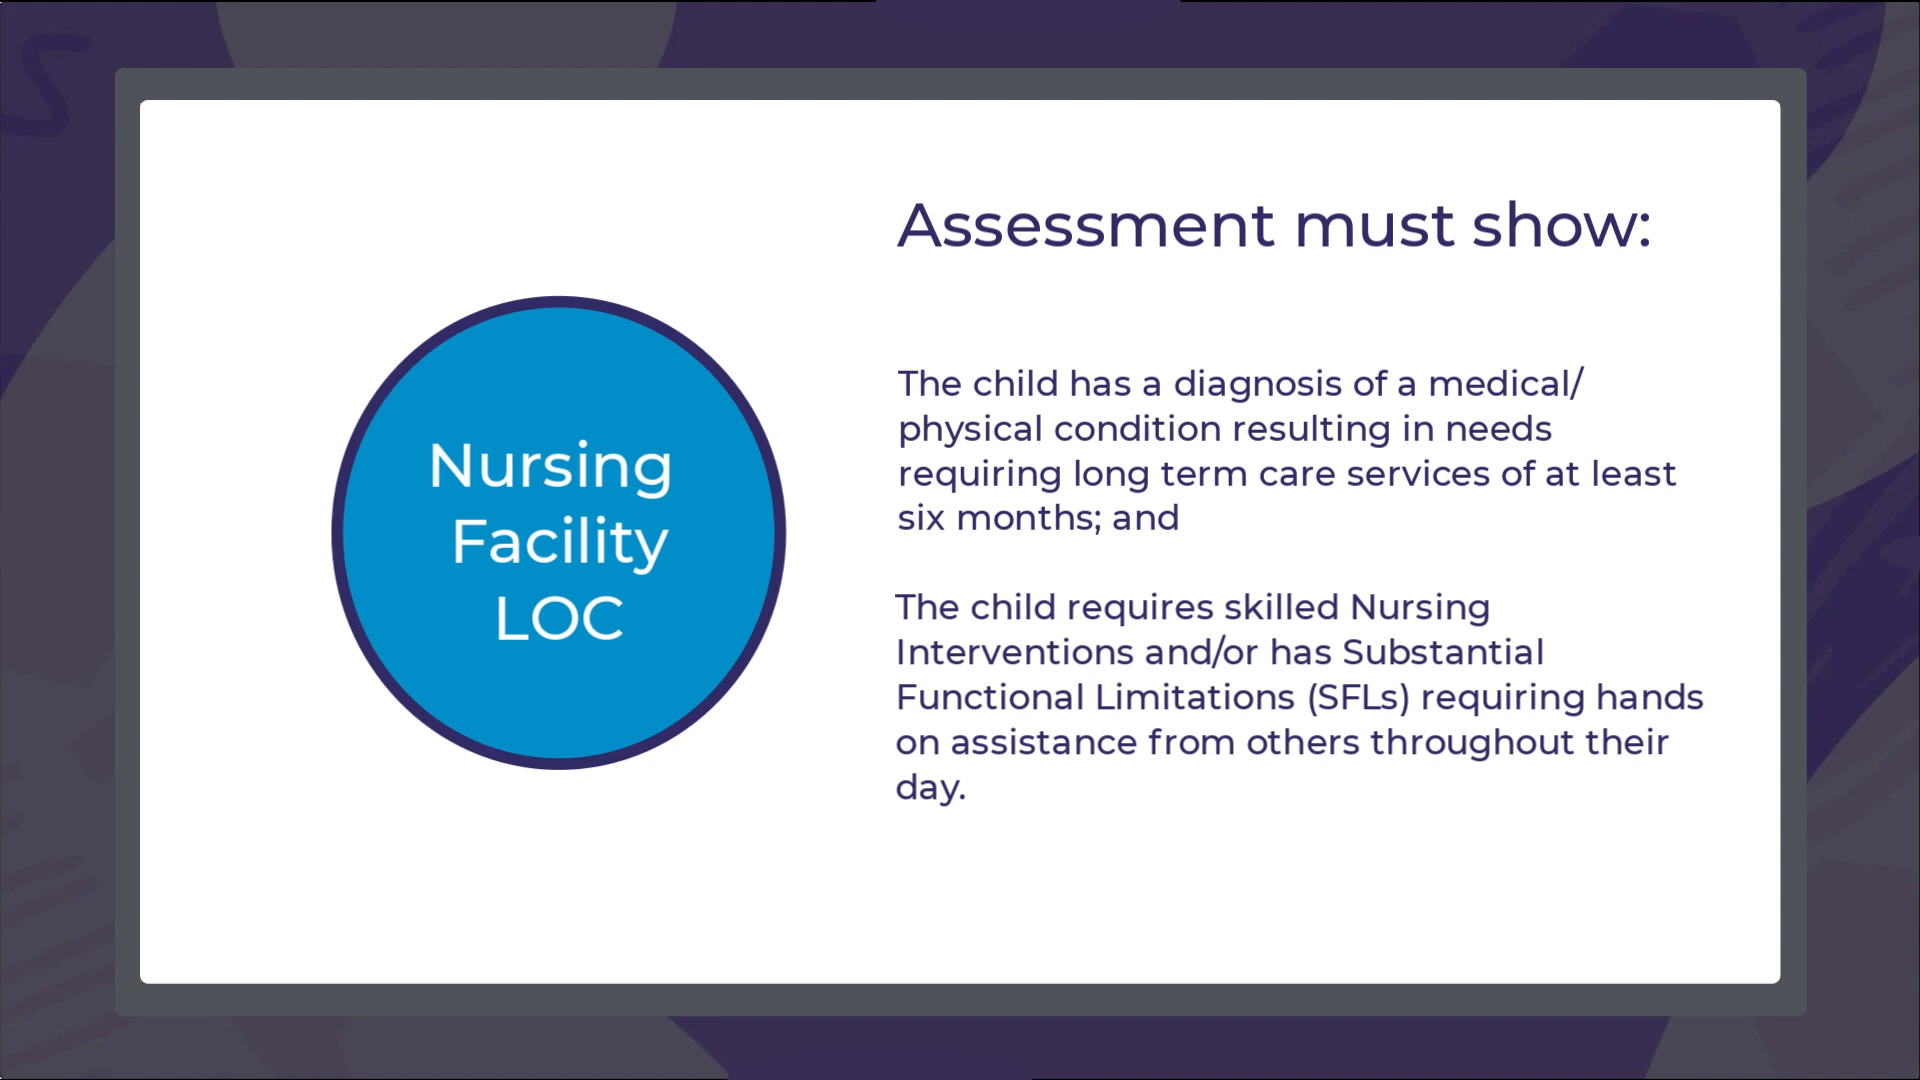 Assessment must show:
Nursing
Facility
LOC
The child has a diagnosis of a medical/
physical condition resulting in needs
requiring long term care services of at least
six months; and
The child requires skilled Nursing
Interventions and/or has Substantial
Functional Limitations (SFLs) requiring hands
on assistance from others throughout their
day.